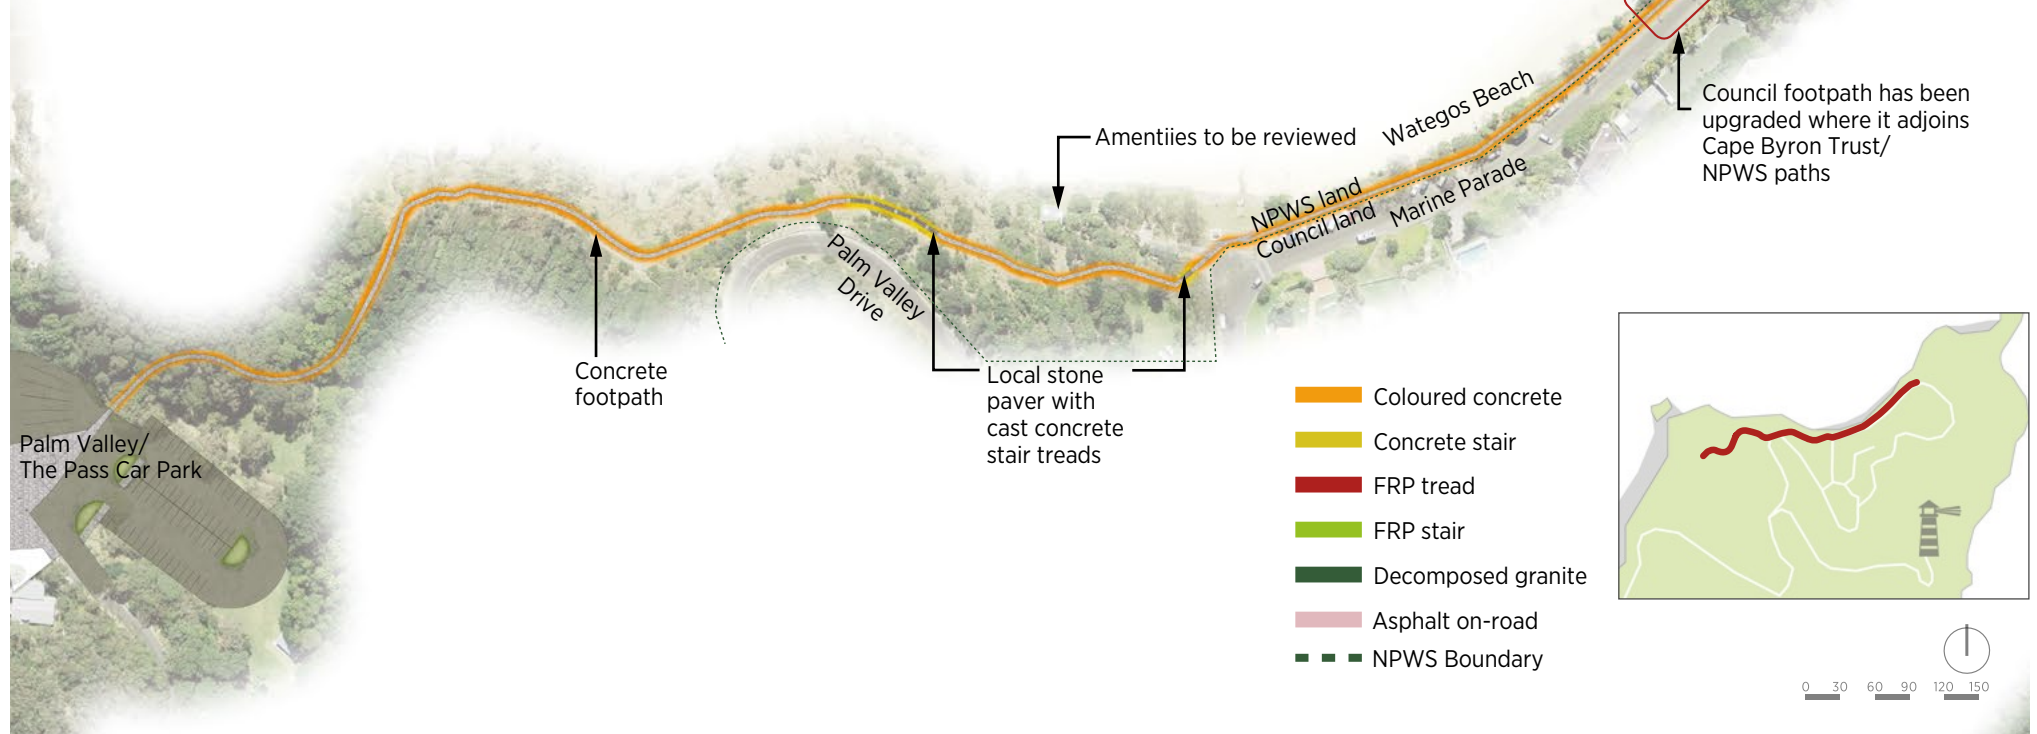 Council footpath has been
upgraded where it adjoins
Cape Byron Trust/
NPWS paths
Wategos Beach
Amentiies to be reviewed
NPWS land
Council land
Marine Parade
Palm Valley
Drive
Concrete
footpath
Local stone
paver with
cast concrete
stair treads
Palm Valley/
The Pass Car Park
Coloured concrete
Concrete stair
FRP tread
FRP stair
Decomposed granite
Asphalt on-road
NPWS Boundary
0 30 60 90 120 150